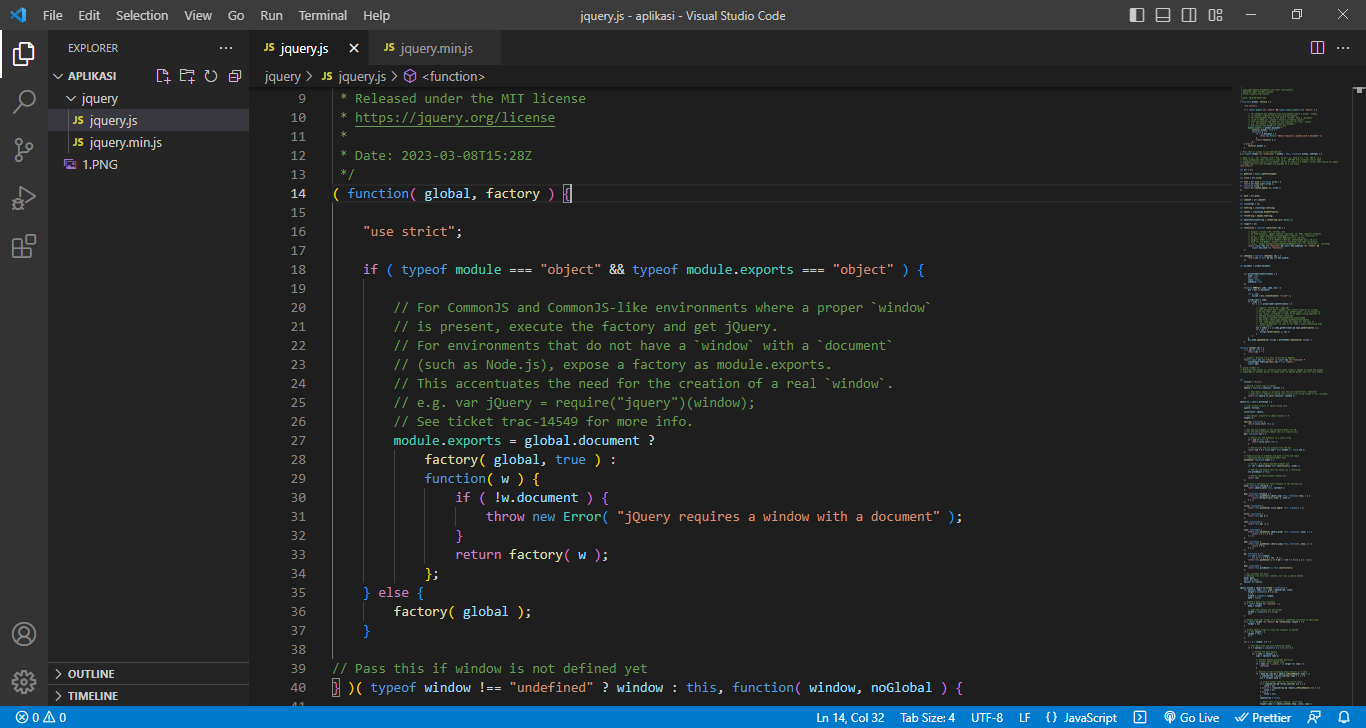 File Edit Selection View Go Run Terminal Help
jquery.js - aplikasi - Visual Studio Code
EXPLORER
APLIKASI
jquery
JS jquery.js
JS jquery.min.js
1.PNG
OUTLINE
TIMELINE
JS jquery.js
JS jquery.min.js
jquery > JS jquery.js > <function>
9 * Released under the MIT license
10 * https://jquery.org/license
11 *
12 * Date: 2023-03-08T15:28Z
13 */
14 ( function( global, factory ) {
15
16 "use strict";
17
18 if ( typeof module === "object" && typeof module.exports === "object" ) {
19
20 // For CommonJS and CommonJS-like environments where a proper `window`
21 // is present, execute the factory and get jQuery.
22 // For environments that do not have a `window` with a `document`
23 // (such as Node.js), expose a factory as module.exports.
24 // This accentuates the need for the creation of a real `window`.
25 // e.g. var jQuery = require("jquery")(window);
26 // See ticket trac-14549 for more info.
27 module.exports = global.document ?
28 factory( global, true ) :
29 function( w ) {
30 if ( !w.document ) {
31 throw new Error( "jQuery requires a window with a document" );
32 }
33 return factory( w );
34 };
35 } else {
36 factory( global );
37 }
38
39 // Pass this if window is not defined yet
40 } )( typeof window !== "undefined" ? window : this, function( window, noGlobal ) {
0 0
Ln 14, Col 32 Tab Size: 4 UTF-8 LF {} JavaScript Go Live Prettier